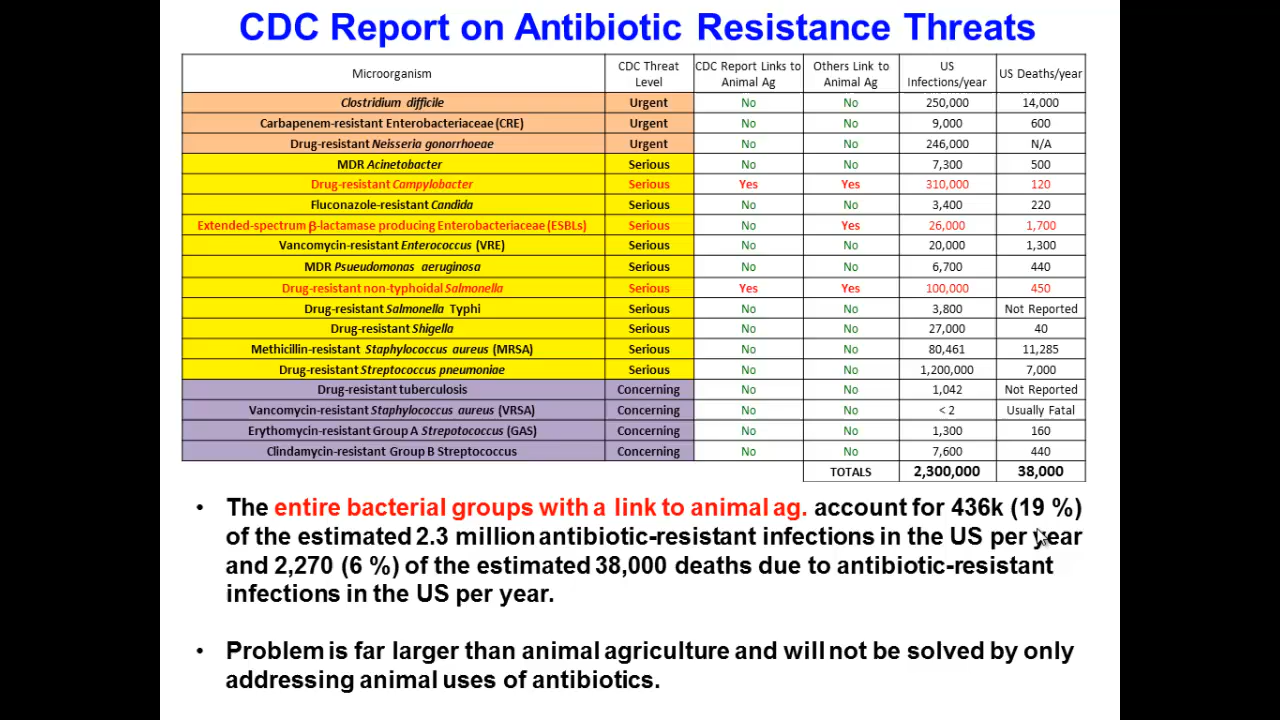 CDC Report on Antibiotic Resistance Threats
Microorganism CDC Threat Level CDC Report Links to Animal Ag Others Link to Animal Ag US Infections/year US Deaths/year
Clostridium difficile Urgent No No 250,000 14,000
Carbapenem-resistant Enterobacteriaceae (CRE) Urgent No No 9,000 600
Drug-resistant Neisseria gonorrhoeae Urgent No No 246,000 N/A
MDR Acinetobacter Serious No No 7,300 500
Drug-resistant Campylobacter Serious Yes Yes 310,000 120
Fluconazole-resistant Candida Serious No No 3,400 220
Extended-spectrum β-lactamase producing Enterobacteriaceae (ESBLs) Serious No Yes 26,000 1,700
Vancomycin-resistant Enterococcus (VRE) Serious No No 20,000 1,300
MDR Psueudomonas aeruginosa Serious No No 6,700 440
Drug-resistant non-typhoidal Salmonella Serious Yes Yes 100,000 450
Drug-resistant Salmonella Typhi Serious No No 3,800 Not Reported
Drug-resistant Shigella Serious No No 27,000 40
Methicillin-resistant Staphylococcus aureus (MRSA) Serious No No 80,461 11,285
Drug-resistant Streptococcus pneumoniae Serious No No 1,200,000 7,000
Drug-resistant tuberculosis Concerning No No 1,042 Not Reported
Vancomycin-resistant Staphylococcus aureus (VRSA) Concerning No No < 2 Usually Fatal
Erythomycin-resistant Group A Strepotococcus (GAS) Concerning No No 1,300 160
Clindamycin-resistant Group B Streptococcus Concerning No No 7,600 440
TOTALS 2,300,000 38,000
• The entire bacterial groups with a link to animal ag. account for 436k (19 %)
of the estimated 2.3 million antibiotic-resistant infections in the US per year
and 2,270 (6 %) of the estimated 38,000 deaths due to antibiotic-resistant
infections in the US per year.
• Problem is far larger than animal agriculture and will not be solved by only
addressing animal uses of antibiotics.